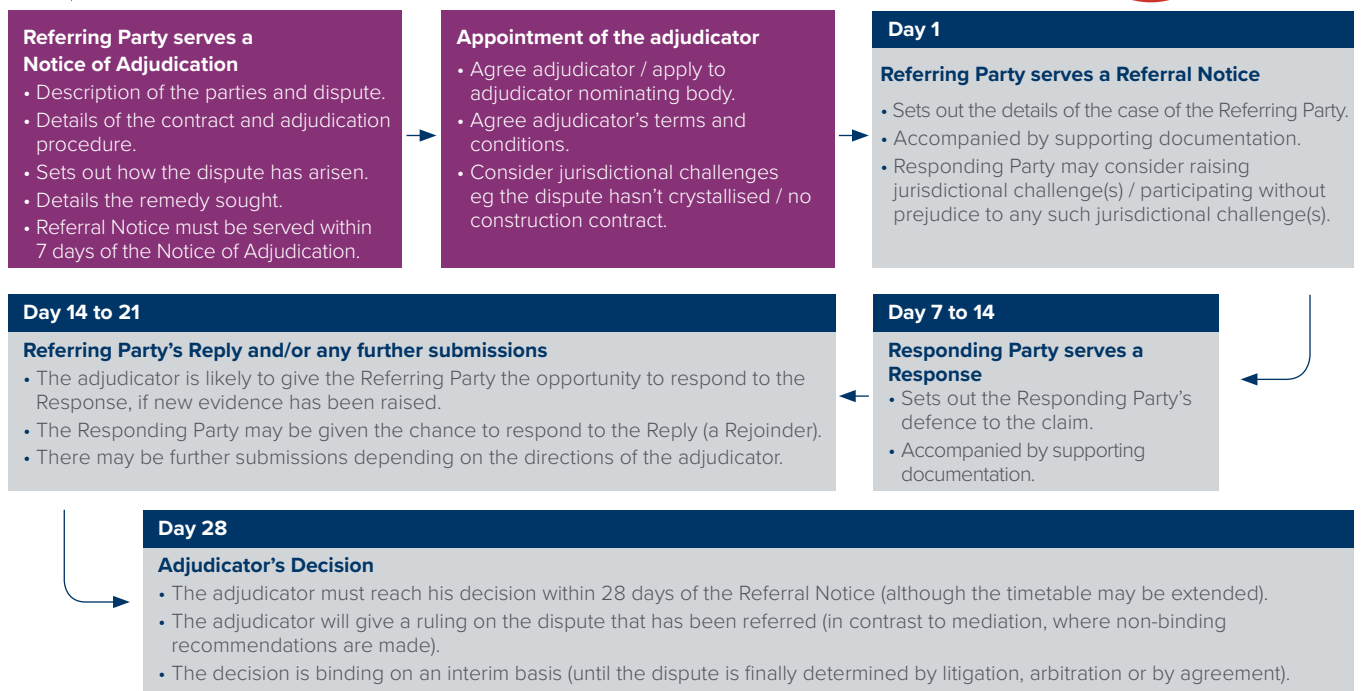 Referring Party serves a
Notice of Adjudication
• Description of the parties and dispute.
• Details of the contract and adjudication
procedure.
• Sets out how the dispute has arisen.
• Details the remedy sought.
• Referral Notice must be served within
7 days of the Notice of Adjudication.
Appointment of the adjudicator
• Agree adjudicator / apply to
adjudicator nominating body.
• Agree adjudicator's terms and
conditions.
• Consider jurisdictional challenges
eg the dispute hasn't crystallised / no
construction contract.
Day 1
Referring Party serves a Referral Notice
• Sets out the details of the case of the Referring Party.
• Accompanied by supporting documentation.
• Responding Party may consider raising
jurisdictional challenge(s) / participating without
prejudice to any such jurisdictional challenge(s).
Day 7 to 14
Responding Party serves a
Response
• Sets out the Responding Party's
defence to the claim.
• Accompanied by supporting
documentation.
Day 14 to 21
Referring Party's Reply and/or any further submissions
• The adjudicator is likely to give the Referring Party the opportunity to respond to the
Response, if new evidence has been raised.
• The Responding Party may be given the chance to respond to the Reply (a Rejoinder).
• There may be further submissions depending on the directions of the adjudicator.
Day 28
Adjudicator's Decision
• The adjudicator must reach his decision within 28 days of the Referral Notice (although the timetable may be extended).
• The adjudicator will give a ruling on the dispute that has been referred (in contrast to mediation, where non-binding
recommendations are made).
• The decision is binding on an interim basis (until the dispute is finally determined by litigation, arbitration or by agreement).